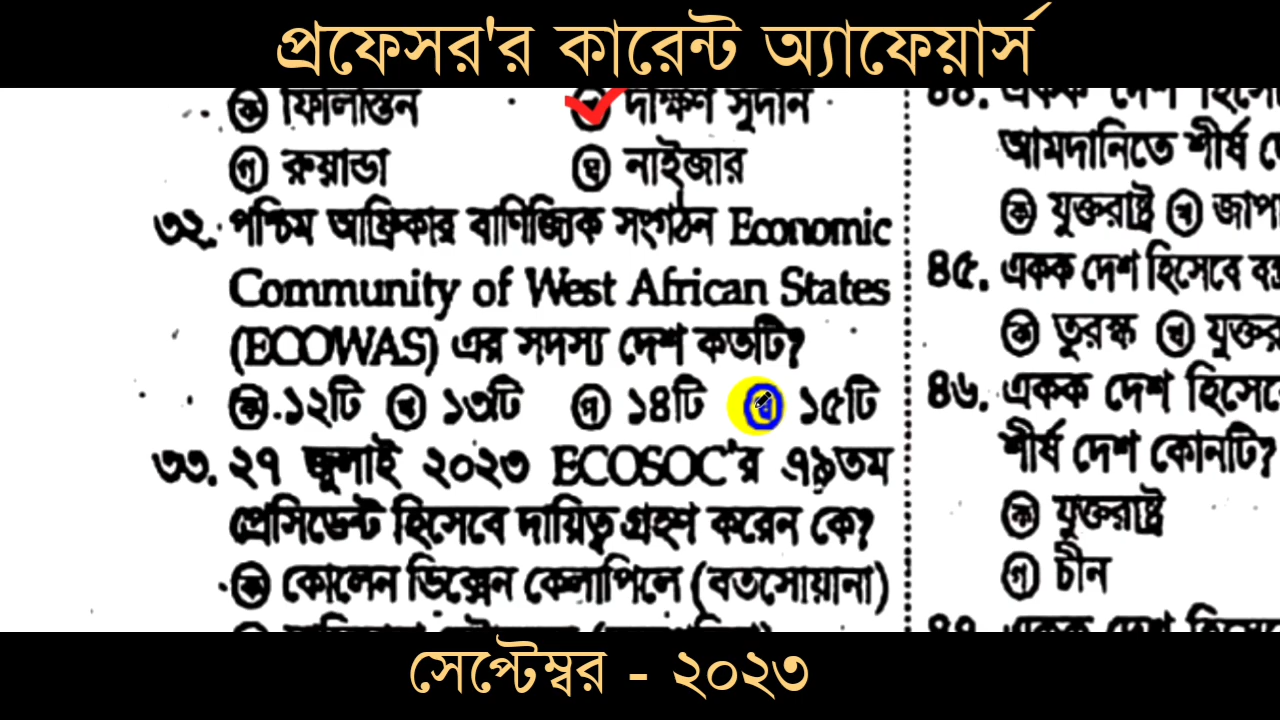 প্রফেসর'র কারেন্ট অ্যাফেয়ার্স
ক ফিলিস্তিন খ দক্ষিণ সুদান
গ রুয়ান্ডা ঘ নাইজার
৩২. পশ্চিম আফ্রিকার বাণিজ্যিক সংগঠন Economic
Community of West African States
(ECOWAS) এর সদস্য দেশ কতটি?
ক ১২টি খ ১৩টি গ ১৪টি ঘ ১৫টি
৩৩. ২৭ জুলাই ২০২৩ ECOSOC'র ৭৯তম
প্রেসিডেন্ট হিসেবে দায়িত্ব গ্রহণ করেন কে?
ক কোলেন ভিক্সেন কেলাপিলে (বতসোয়ানা)
৪৪. একক দেশ
আমদানিতে শীর্ষ
ক যুক্তরাষ্ট্র খ
৪৫. একক দেশ হিসেবে
ক তুরস্ক খ
৪৬. একক দেশ
শীর্ষ দেশ কোনটি?
ক যুক্তরাষ্ট্র
গ চীন
সেপ্টেম্বর - ২০২৩